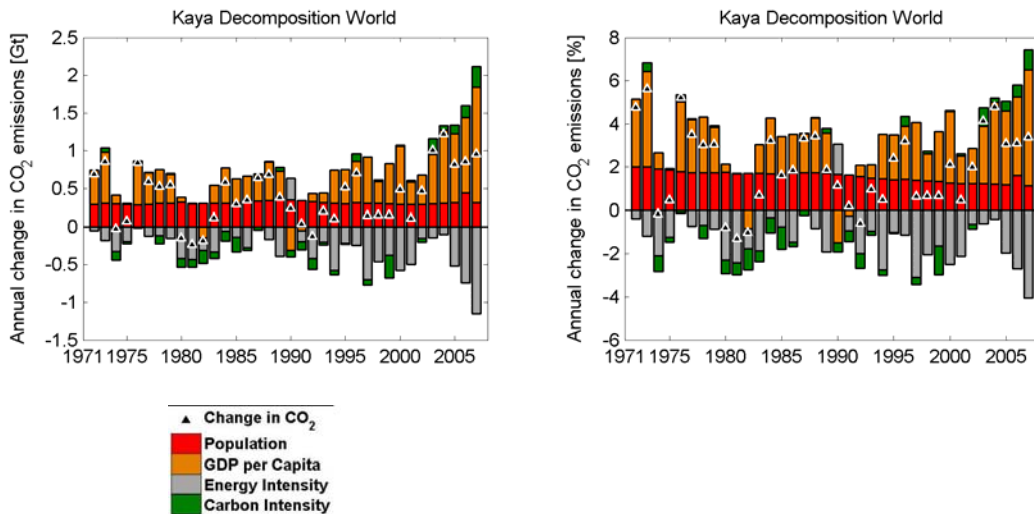 Kaya Decomposition World
Annual change in CO2 emissions [Gt]
2.5
2
1.5
1
0.5
0
-0.5
-1
-1.5
1971 1975 1980 1985 1990 1995 2000 2005
Kaya Decomposition World
Annual change in CO2 emissions [%]
8
6
4
2
0
-2
-4
-6
1971 1975 1980 1985 1990 1995 2000 2005
Change in CO2
Population
GDP per Capita
Energy Intensity
Carbon Intensity